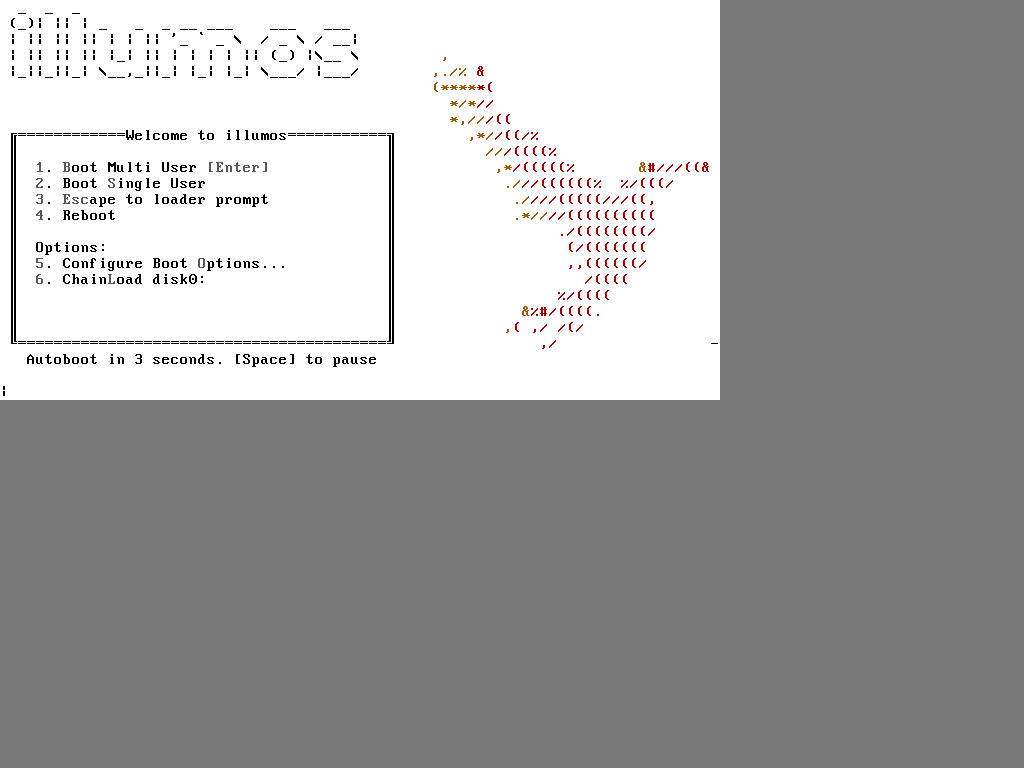 illumos
Welcome to illumos
1. Boot Multi User [Enter]
2. Boot Single User
3. Escape to loader prompt
4. Reboot
Options:
5. Configure Boot Options...
6. ChainLoad disk0:
Autoboot in 3 seconds. [Space] to pause